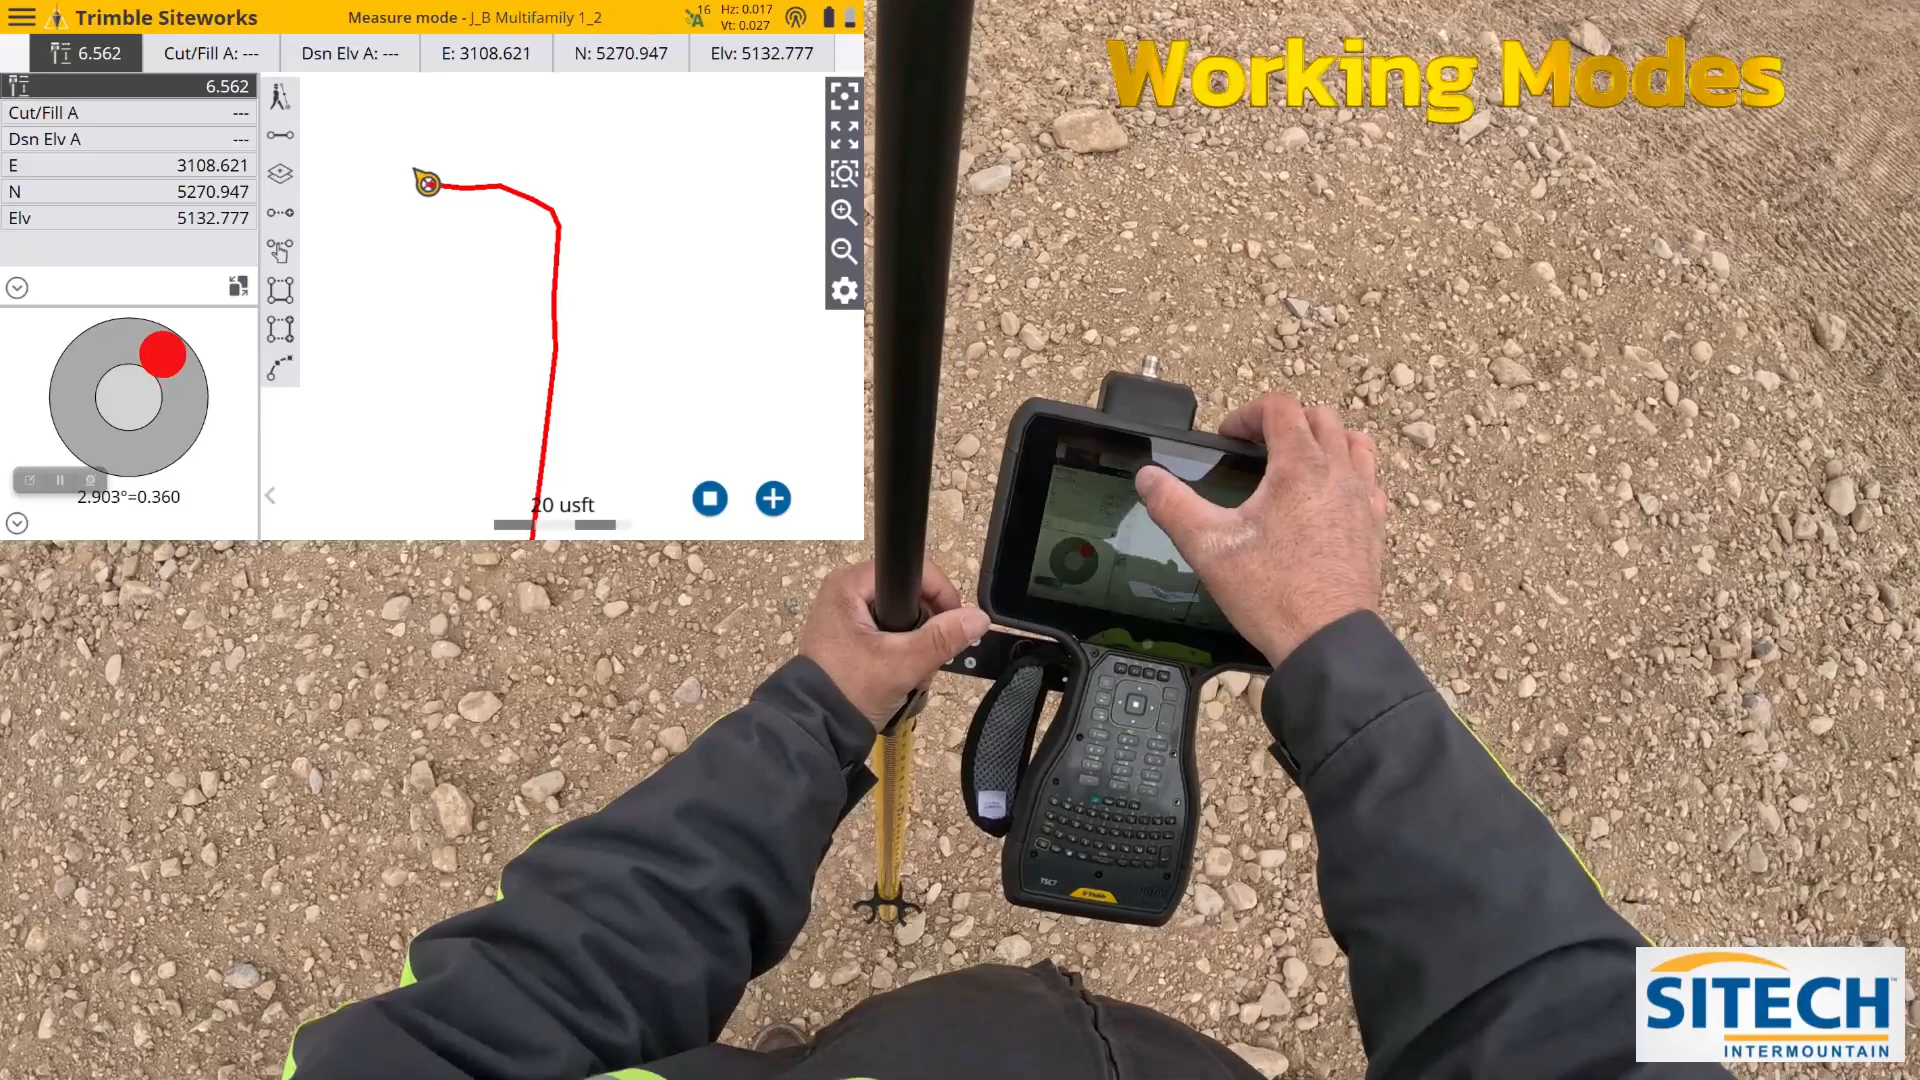 Trimble Siteworks
Measure mode - J_B Multifamily 1_2
16
Hz: 0.017
Vt: 0.027
6.562
Cut/Fill A: ---
Dsn Elv A: ---
E: 3108.621
N: 5270.947
Elv: 5132.777
6.562
Cut/Fill A
---
Dsn Elv A
---
E
3108.621
N
5270.947
Elv
5132.777
2.903°=0.360
20 usft
Working Modes
TSC7
Trimble
SITECH
INTERMOUNTAIN